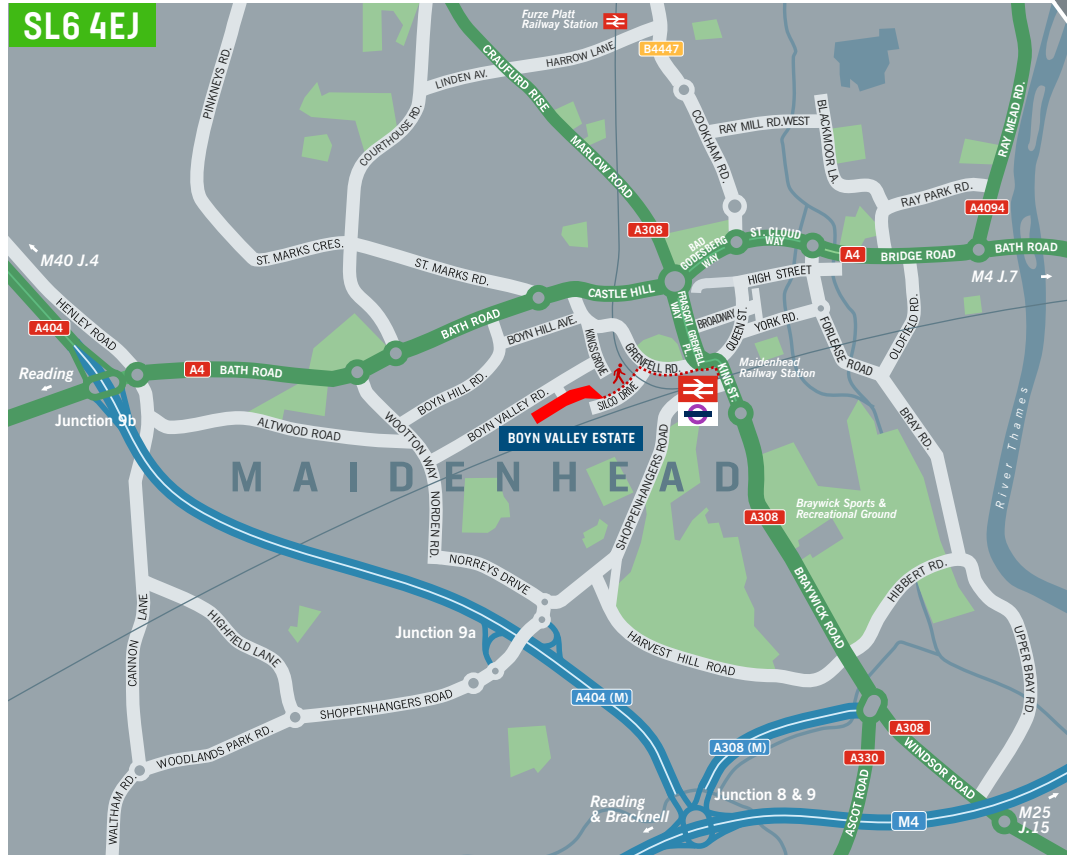 SL6 4EJ
Furze Platt
Railway Station
B4447
PINKNEYS RD.
LINDEN AV.
HARROW LANE
CRAUFURD RISE
COURTHOUSE RD.
MARLOW ROAD
COOKHAM RD.
RAY MILL RD.WEST
BLACKMOOR LA.
RAY MEAD RD.
RAY PARK RD.
A4094
A308
BAD
GODESBERG
WAY
ST. CLOUD
WAY
A4
BRIDGE ROAD
BATH ROAD
M4 J.7
M40 J.4
ST. MARKS CRES.
ST. MARKS RD.
CASTLE HILL
HIGH STREET
HENLEY ROAD
A404
BATH ROAD
BOYN HILL AVE.
KINGS GROVE
FRASCATI
WAY
GRENFELL
PL.
BROADWAY
QUEEN ST.
YORK RD.
FORLEASE ROAD
OLDFIELD RD.
Reading
A4
BATH ROAD
GRENFELL RD.
Maidenhead
Railway Station
KING ST.
Junction 9b
BOYN HILL RD.
BOYN VALLEY RD.
SILCO DRIVE
ALTWOOD ROAD
WOOTTON WAY
BOYN VALLEY ESTATE
BRAY RD.
MAIDENHEAD
NORDEN RD.
SHOPPENHANGERS ROAD
A308
Braywick Sports &
Recreational Ground
River Thames
NORREYS DRIVE
HIBBERT RD.
BRAYWICK ROAD
CANNON LANE
HIGHFIELD LANE
Junction 9a
HARVEST HILL ROAD
UPPER BRAY RD.
A404 (M)
SHOPPENHANGERS ROAD
WOODLANDS PARK RD.
WALTHAM RD.
A308 (M)
A308
A330
WINDSOR ROAD
ASCOT ROAD
Junction 8 & 9
Reading
& Bracknell
M4
M25
J.15